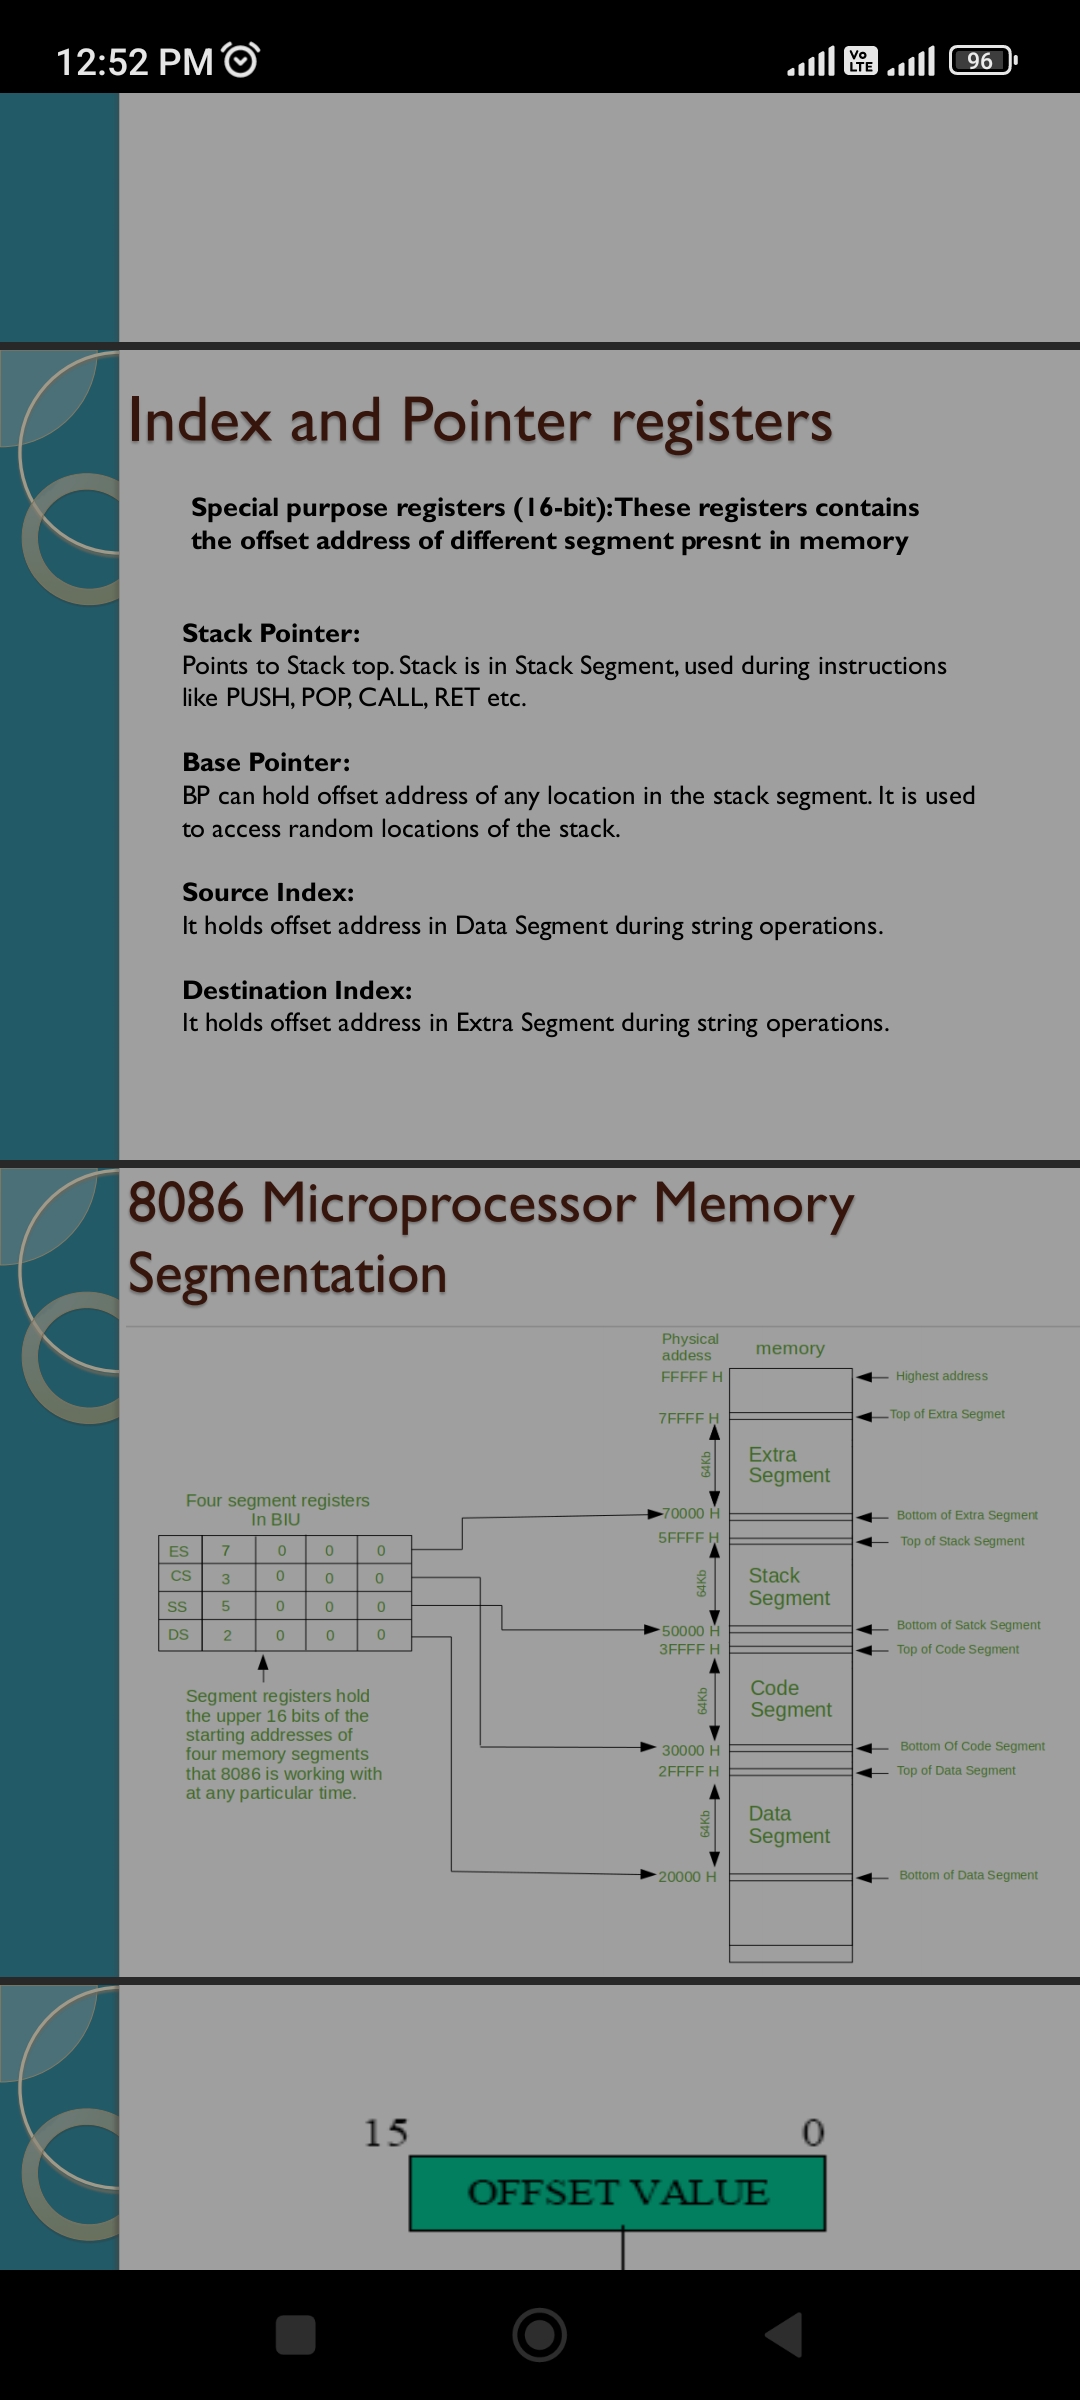 12:52 PM
Vo LTE
96
Index and Pointer registers
Special purpose registers (16-bit): These registers contains
the offset address of different segment presnt in memory
Stack Pointer:
Points to Stack top. Stack is in Stack Segment, used during instructions
like PUSH, POP, CALL, RET etc.
Base Pointer:
BP can hold offset address of any location in the stack segment. It is used
to access random locations of the stack.
Source Index:
It holds offset address in Data Segment during string operations.
Destination Index:
It holds offset address in Extra Segment during string operations.
8086 Microprocessor Memory
Segmentation
Physical
addess
memory
FFFFF H
Highest address
7FFFF H
Top of Extra Segmet
64Kb
Extra
Segment
Four segment registers
In BIU
70000 H
Bottom of Extra Segment
5FFFF H
Top of Stack Segment
ES 7 0 0 0
CS 3 0 0 0
SS 5 0 0 0
DS 2 0 0 0
64Kb
Stack
Segment
50000 H
Bottom of Satck Segment
3FFFF H
Top of Code Segment
Segment registers hold
the upper 16 bits of the
starting addresses of
four memory segments
that 8086 is working with
at any particular time.
64Kb
Code
Segment
30000 H
Bottom Of Code Segment
2FFFF H
Top of Data Segment
64Kb
Data
Segment
20000 H
Bottom of Data Segment
15 0
OFFSET VALUE